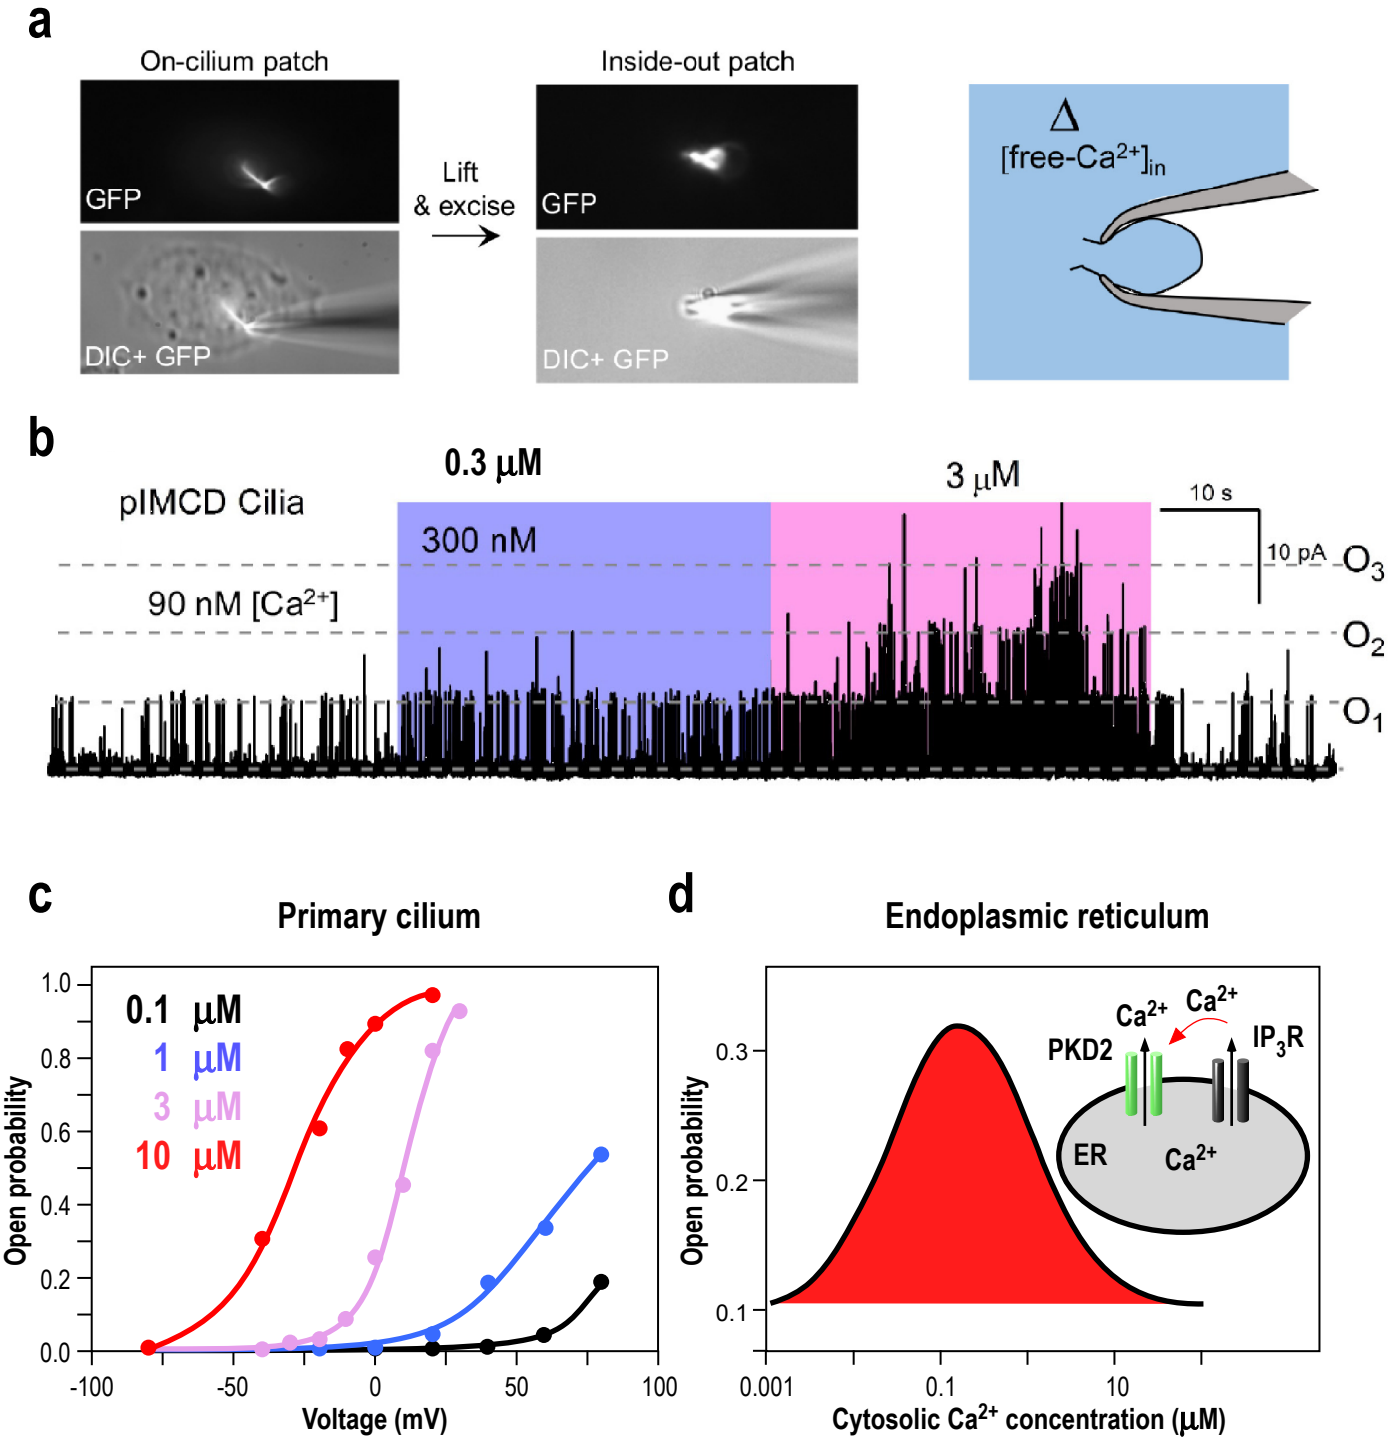 a
On-cilium patch
Inside-out patch
GFP
DIC+ GFP
Lift
& excise
GFP
DIC+ GFP
Δ
[free-Ca²⁺]in
b
pIMCD Cilia
0.3 μM
3 μM
300 nM
90 nM [Ca²⁺]
10 s
10 pA
O₃
O₂
O₁
c
Primary cilium
0.1 μM
1 μM
3 μM
10 μM
Open probability
1.0
0.8
0.6
0.4
0.2
0.0
-100 -50 0 50 100
Voltage (mV)
d
Endoplasmic reticulum
Ca²⁺ Ca²⁺
PKD2
IP₃R
ER
Ca²⁺
Open probability
0.3
0.2
0.1
0.001 0.1 10
Cytosolic Ca²⁺ concentration (μM)